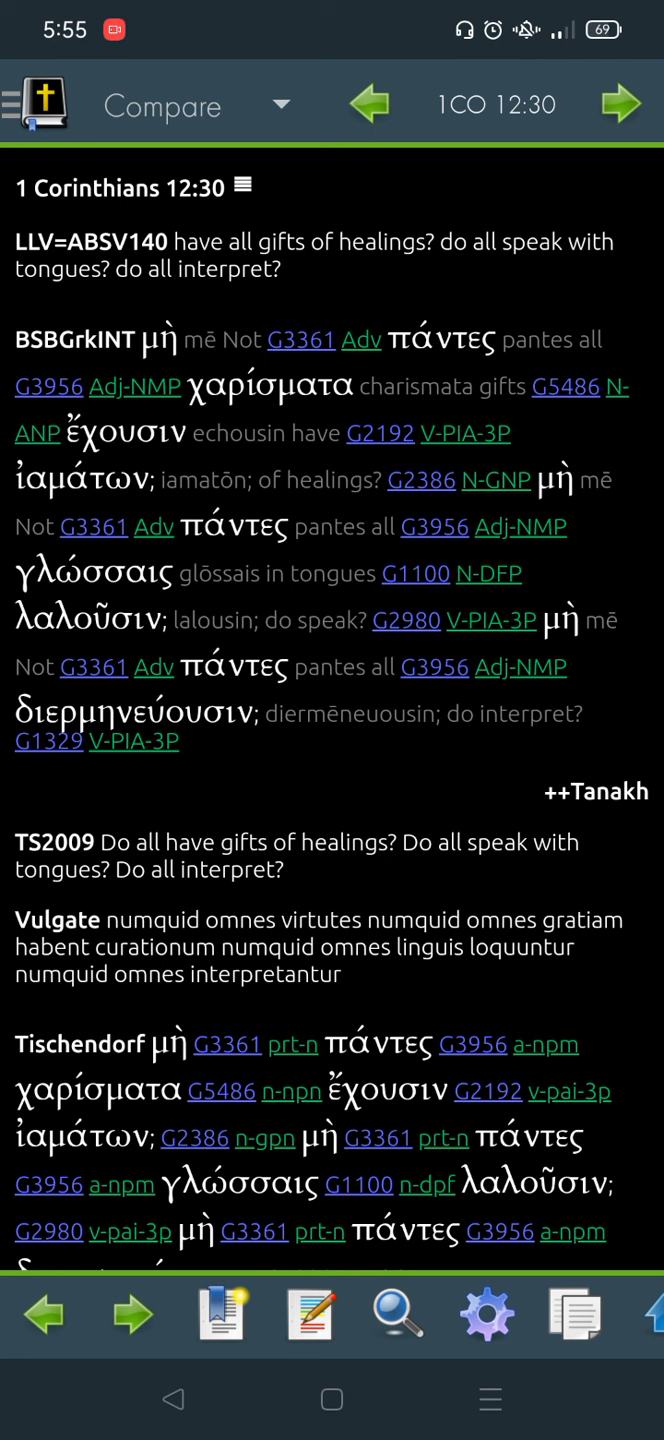 5:55
69
Compare
1CO 12:30
1 Corinthians 12:30
LLV=ABSV140 have all gifts of healings? do all speak with
tongues? do all interpret?
BSBGrkINT μὴ mē Not G3361 Adv πάντες pantes all
G3956 Adj-NMP χαρίσματα charismata gifts G5486 N-
ANP ἔχουσιν echousin have G2192 V-PIA-3P
ἰαμάτων; iamatōn; of healings? G2386 N-GNP μὴ mē
Not G3361 Adv πάντες pantes all G3956 Adj-NMP
γλώσσαις glōssais in tongues G1100 N-DFP
λαλοῦσιν; lalousin; do speak? G2980 V-PIA-3P μὴ mē
Not G3361 Adv πάντες pantes all G3956 Adj-NMP
διερμηνεύουσιν; diermēneuousin; do interpret?
G1329 V-PIA-3P
++Tanakh
TS2009 Do all have gifts of healings? Do all speak with
tongues? Do all interpret?
Vulgate numquid omnes virtutes numquid omnes gratiam
habent curationum numquid omnes linguis loquuntur
numquid omnes interpretantur
Tischendorf μὴ G3361 prt-n πάντες G3956 a-npm
χαρίσματα G5486 n-npn ἔχουσιν G2192 v-pai-3p
ἰαμάτων; G2386 n-gpn μὴ G3361 prt-n πάντες
G3956 a-npm γλώσσαις G1100 n-dpf λαλοῦσιν;
G2980 v-pai-3p μὴ G3361 prt-n πάντες G3956 a-npm